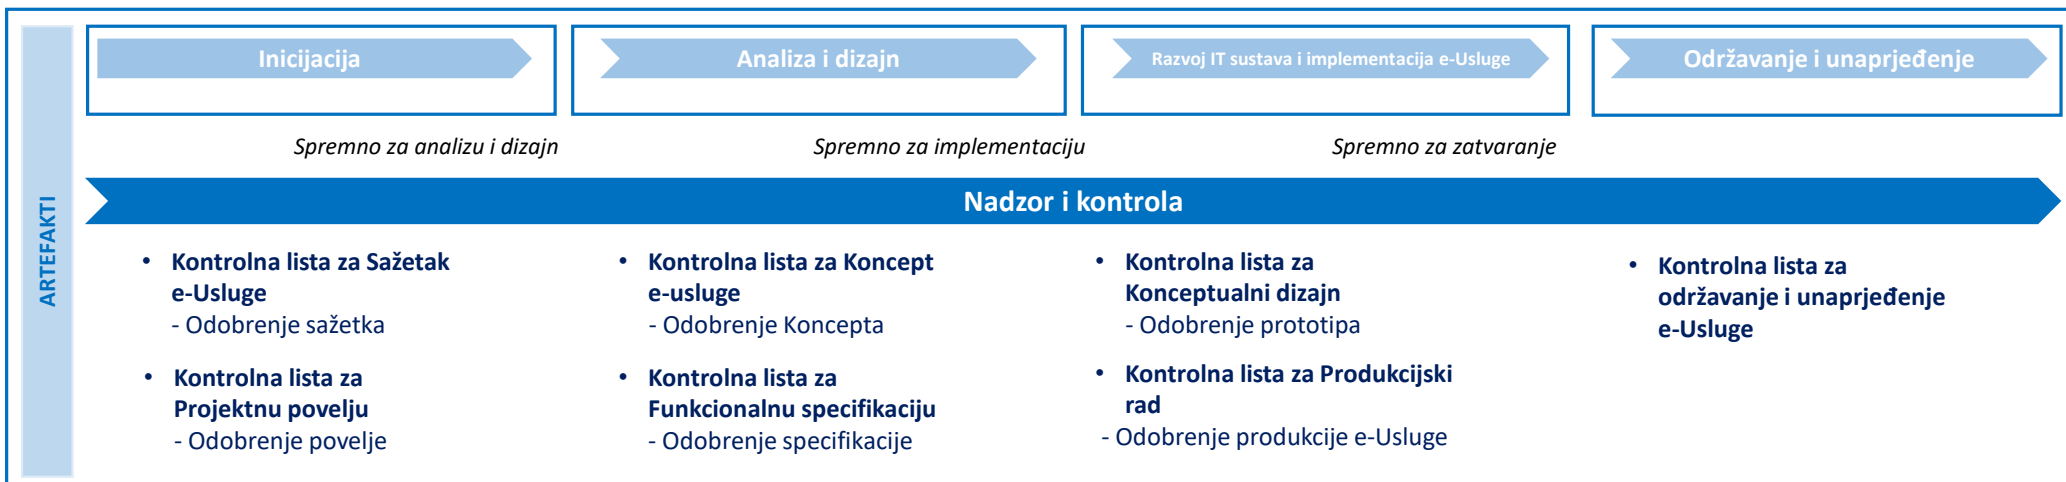 Inicijacija
Analiza i dizajn
Razvoj IT sustava i implementacija e-Usluge
Održavanje i unaprjeđenje
Spremno za analizu i dizajn
Spremno za implementaciju
Spremno za zatvaranje
ARTEFAKTI
Nadzor i kontrola
• Kontrolna lista za Sažetak
e-Usluge
- Odobrenje sažetka
• Kontrolna lista za
Projektnu povelju
- Odobrenje povelje
• Kontrolna lista za Koncept
e-usluge
- Odobrenje Koncepta
• Kontrolna lista za
Funkcionalnu specifikaciju
- Odobrenje specifikacije
• Kontrolna lista za
Konceptualni dizajn
- Odobrenje prototipa
• Kontrolna lista za Produkcijski
rad
- Odobrenje produkcije e-Usluge
• Kontrolna lista za
održavanje i unaprjeđenje
e-Usluge